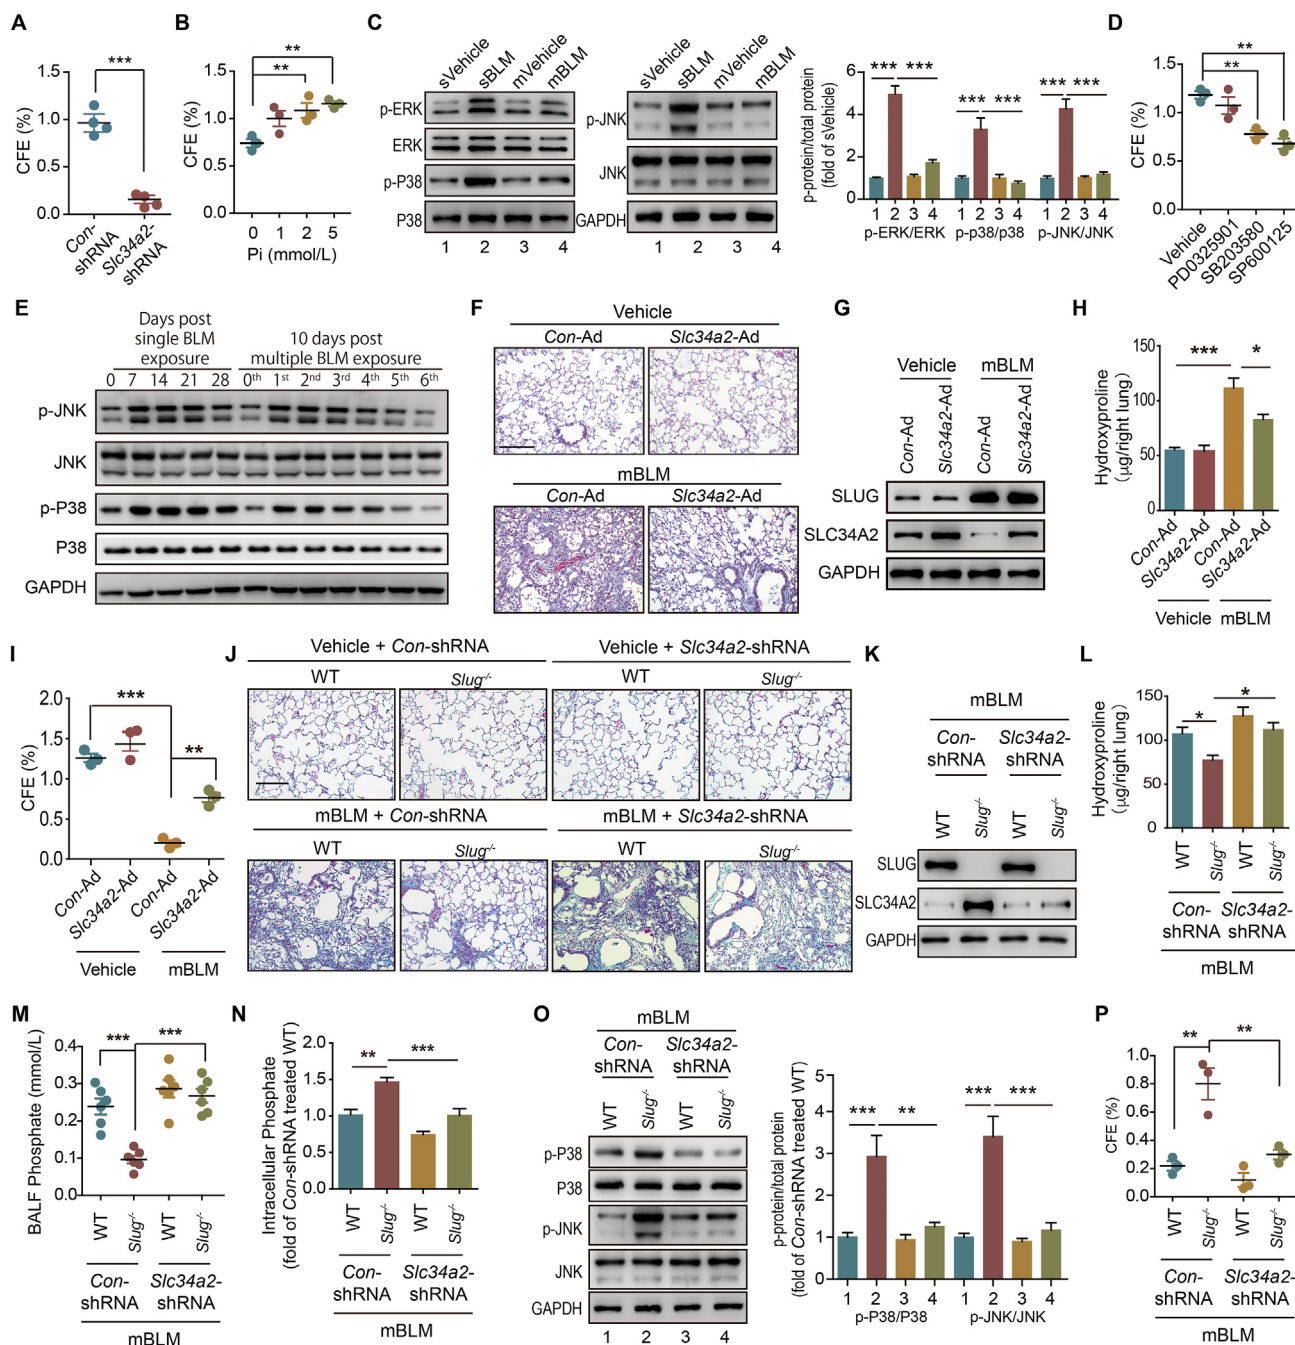 A
***
CFE (%)
1.5
1.0
0.5
0.0
Con-
shRNA
Slc34a2-
shRNA
B
**
**
CFE (%)
1.5
1.0
0.5
0.0
0 1 2 5
Pi (mmol/L)
C
sVehicle sBLM mVehicle mBLM
p-ERK
ERK
p-P38
P38
1 2 3 4
sVehicle sBLM mVehicle mBLM
p-JNK
JNK
GAPDH
1 2 3 4
p-protein/total protein
(fold of sVehicle)
6
4
2
0
*** ***
*** ***
*** ***
1 2 3 4 1 2 3 4 1 2 3 4
p-ERK/ERK p-p38/p38 p-JNK/JNK
D
**
**
CFE (%)
1.5
1.0
0.5
0.0
Vehicle
PD0325901
SB203580
SP600125
E
Days post
single BLM
exposure
10 days post
multiple BLM exposure
0 7 14 21 28 0th 1st 2nd 3rd 4th 5th 6th
p-JNK
JNK
p-P38
P38
GAPDH
F
Vehicle
Con-Ad Slc34a2-Ad
mBLM
Con-Ad Slc34a2-Ad
G
Vehicle mBLM
Con-Ad Slc34a2-Ad Con-Ad Slc34a2-Ad
SLUG
SLC34A2
GAPDH
H
*** *
Hydroxyproline
(μg/right lung)
150
100
50
0
Con-Ad Slc34a2-Ad Con-Ad Slc34a2-Ad
Vehicle mBLM
I
***
**
CFE (%)
2.0
1.5
1.0
0.5
0.0
Con-Ad Slc34a2-Ad Con-Ad Slc34a2-Ad
Vehicle mBLM
J
Vehicle + Con-shRNA Vehicle + Slc34a2-shRNA
WT Slug-/- WT Slug-/-
mBLM + Con-shRNA mBLM + Slc34a2-shRNA
WT Slug-/- WT Slug-/-
K
mBLM
Con-
shRNA
Slc34a2-
shRNA
WT Slug-/- WT Slug-/-
SLUG
SLC34A2
GAPDH
L
*
*
Hydroxyproline
(μg/right lung)
150
100
50
0
WT Slug-/- WT Slug-/-
Con-
shRNA
Slc34a2-
shRNA
mBLM
M
*** ***
BALF Phosphate (mmol/L)
0.4
0.3
0.2
0.1
0.0
WT Slug-/- WT Slug-/-
Con-
shRNA
Slc34a2-
shRNA
mBLM
N
** ***
Intracellular Phosphate
(fold of Con-shRNA treated WT)
2.0
1.5
1.0
0.5
0.0
WT Slug-/- WT Slug-/-
Con-
shRNA
Slc34a2-
shRNA
mBLM
O
mBLM
Con-
shRNA
Slc34a2-
shRNA
WT Slug-/- WT Slug-/-
p-P38
P38
p-JNK
JNK
GAPDH
1 2 3 4
p-protein/total protein
(fold of Con-shRNA treated WT)
5
4
3
2
1
0
*** **
*** ***
1 2 3 4 1 2 3 4
p-P38/P38 p-JNK/JNK
P
** **
CFE (%)
1.0
0.8
0.6
0.4
0.2
0.0
WT Slug-/- WT Slug-/-
Con-
shRNA
Slc34a2-
shRNA
mBLM